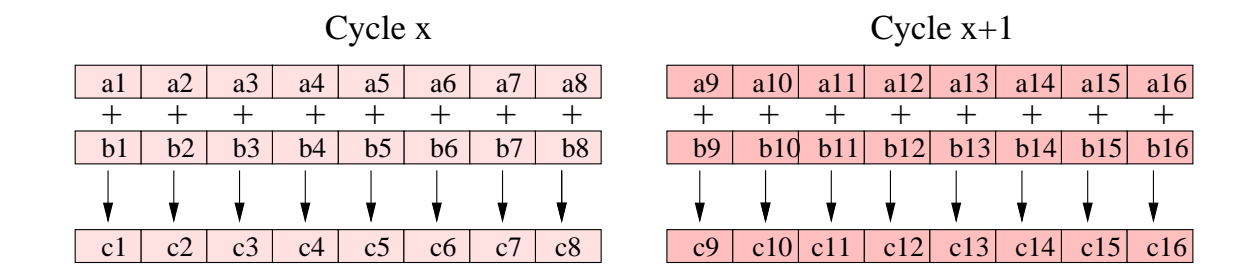 Cycle x
a1 a2 a3 a4 a5 a6 a7 a8
+ + + + + + + +
b1 b2 b3 b4 b5 b6 b7 b8
c1 c2 c3 c4 c5 c6 c7 c8
Cycle x+1
a9 a10 a11 a12 a13 a14 a15 a16
+ + + + + + + +
b9 b10 b11 b12 b13 b14 b15 b16
c9 c10 c11 c12 c13 c14 c15 c16